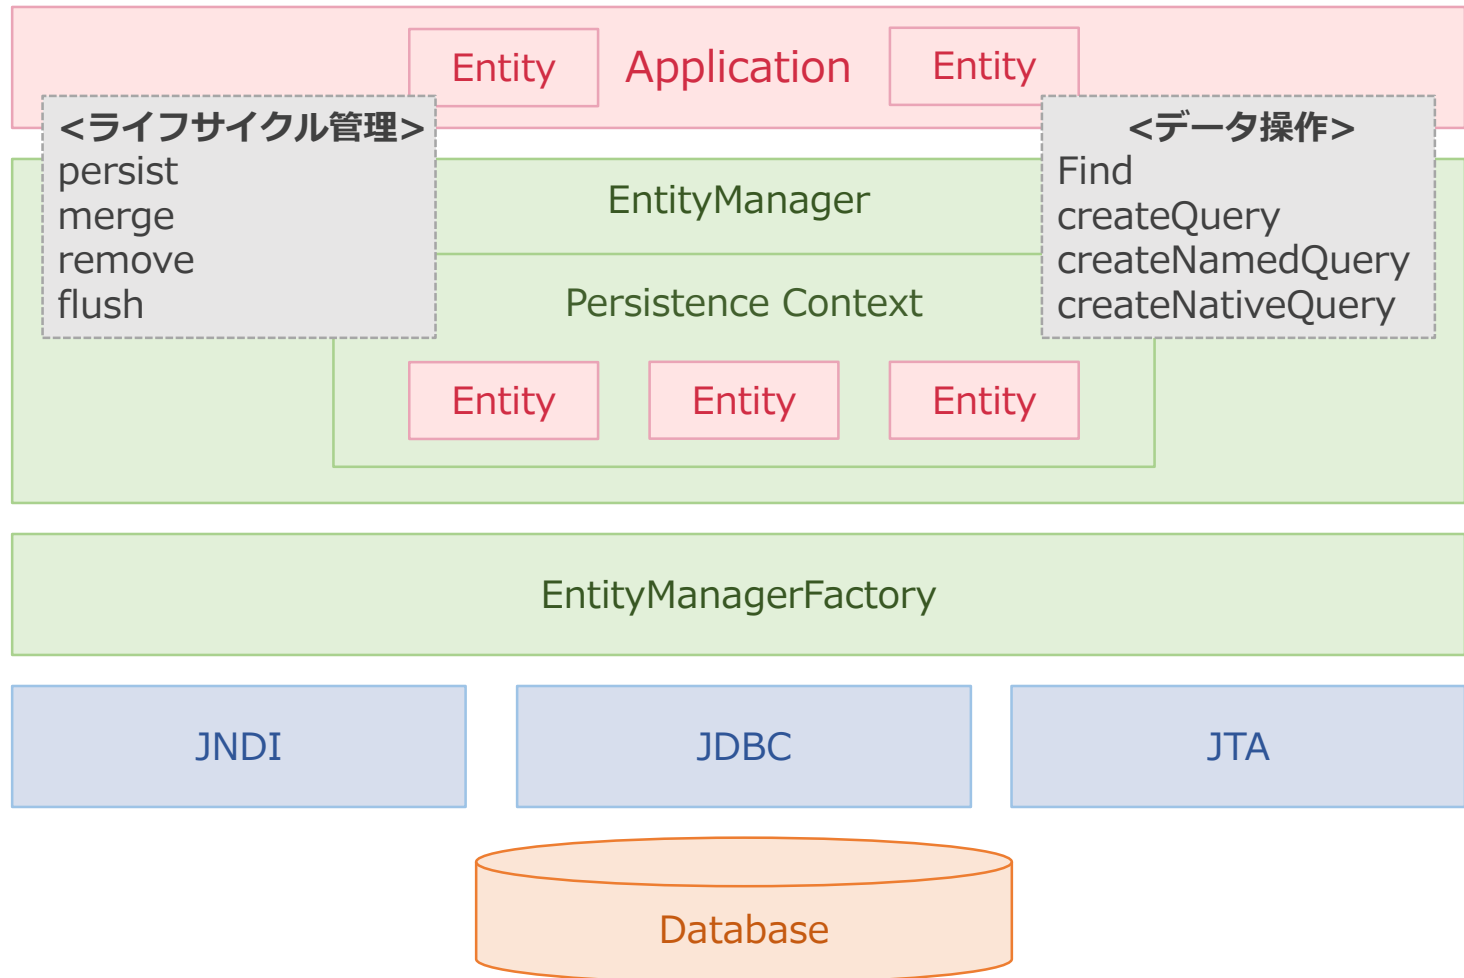 Entity
Application
Entity
<ライフサイクル管理>
persist
merge
remove
flush
<データ操作>
Find
createQuery
createNamedQuery
createNativeQuery
EntityManager
Persistence Context
Entity
Entity
Entity
EntityManagerFactory
JNDI
JDBC
JTA
Database